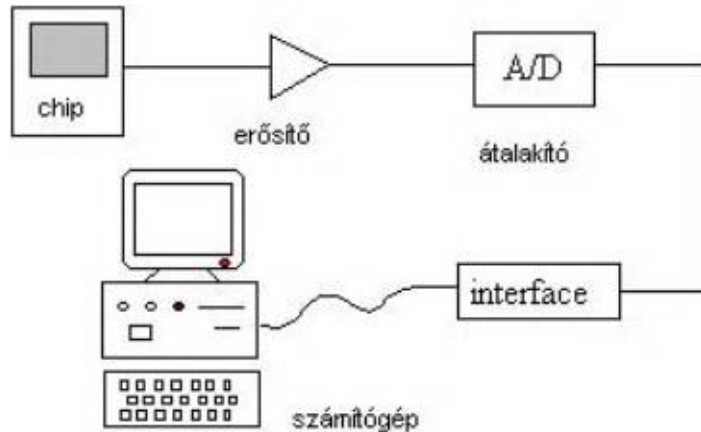 chip
erősítő
A/D
átalakító
interface
számítógép